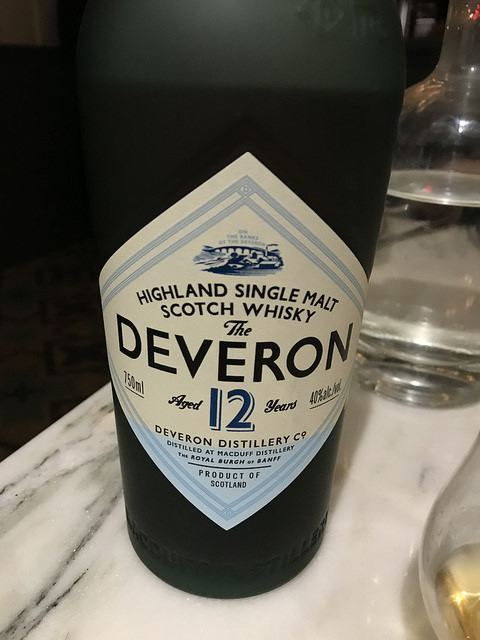 ON
THE BANKS
OF THE DEVERON
HIGHLAND SINGLE MALT
SCOTCH WHISKY
The
DEVERON
750ml
Aged 12 Years
40%alc./vol.
DEVERON DISTILLERY Cº
DISTILLED AT MACDUFF DISTILLERY
THE ROYAL BURGH OF BANFF
PRODUCT OF
SCOTLAND